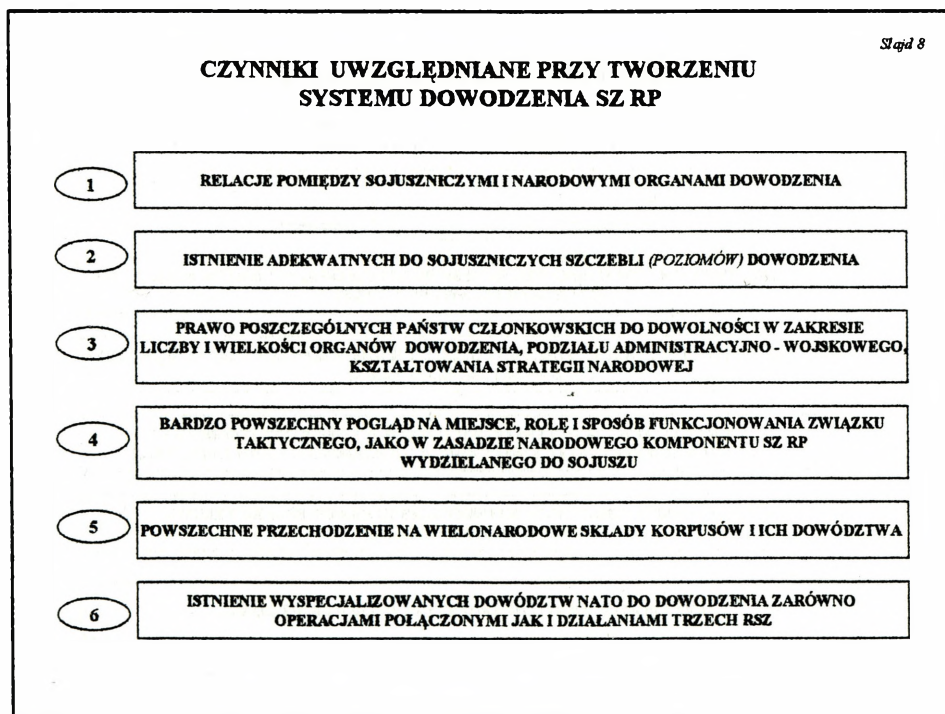 Slajd 8
CZYNNIKI UWZGLĘDNIANE PRZY TWORZENIU
SYSTEMU DOWODZENIA SZ RP
1
RELACJE POMIĘDZY SOJUSZNICZYMI I NARODOWYMI ORGANAMI DOWODZENIA
2
ISTNIENIE ADEKWATNYCH DO SOJUSZNICZYCH SZCZEBLI (POZIOMÓW) DOWODZENIA
3
PRAWO POSZCZEGÓLNYCH PAŃSTW CZŁONKOWSKICH DO DOWOLNOŚCI W ZAKRESIE
LICZBY I WIELKOŚCI ORGANÓW DOWODZENIA, PODZIAŁU ADMINISTRACYJNO - WOJSKOWEGO,
KSZTAŁTOWANIA STRATEGII NARODOWEJ
4
BARDZO POWSZECHNY POGLĄD NA MIEJSCE, ROLĘ I SPOSÓB FUNKCJONOWANIA ZWIĄZKU
TAKTYCZNEGO, JAKO W ZASADZIE NARODOWEGO KOMPONENTU SZ RP
WYDZIELANEGO DO SOJUSZU
5
POWSZECHNE PRZECHODZENIE NA WIELONARODOWE SKŁADY KORPUSÓW I ICH DOWÓDZTWA
6
ISTNIENIE WYSPECJALIZOWANYCH DOWÓDZTW NATO DO DOWODZENIA ZARÓWNO
OPERACJAMI POŁĄCZONYMI JAK I DZIAŁANIAMI TRZECH RSZ